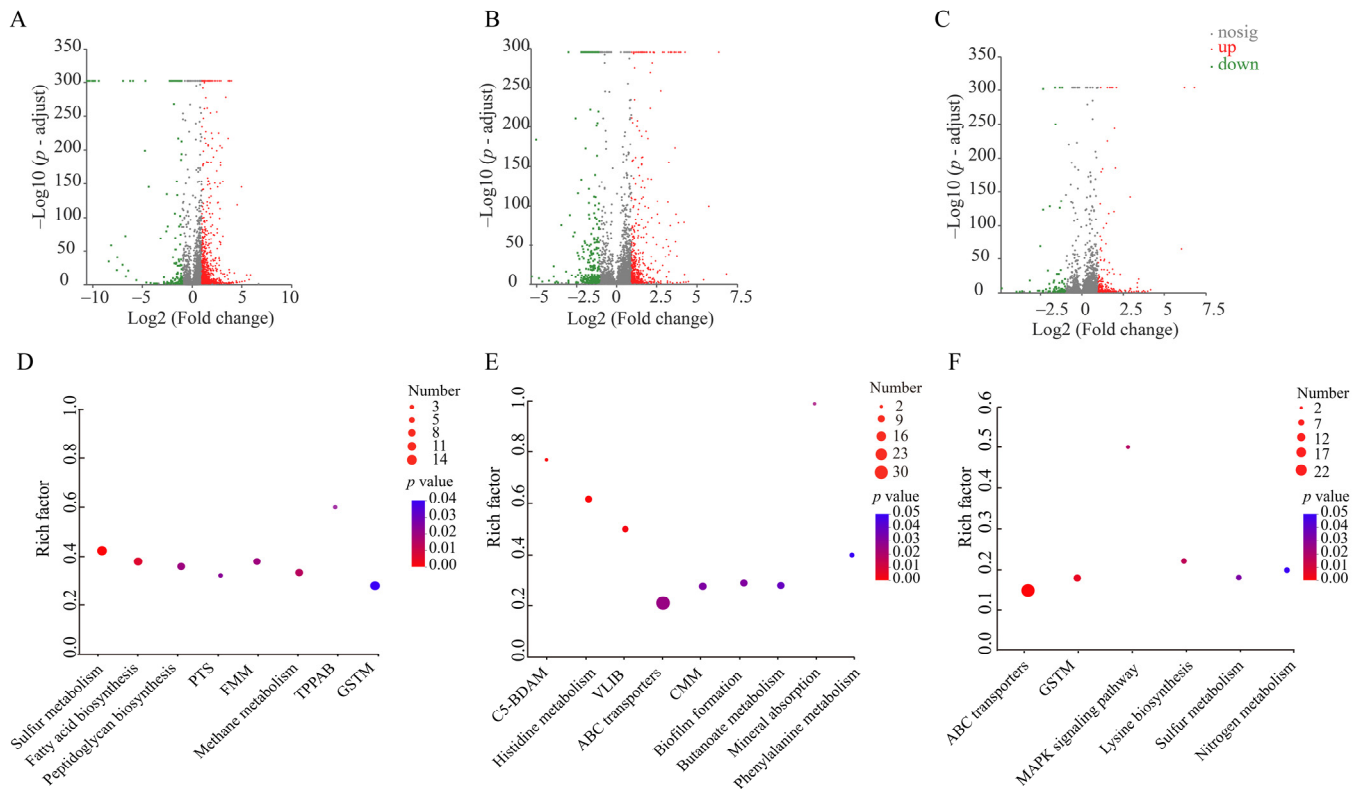 A
B
C
nosig
up
down
350
300
250
200
150
100
50
0
–Log10 (p - adjust)
−10
−5
0
5
10
Log2 (Fold change)
300
250
200
150
100
50
0
–Log10 (p - adjust)
−5
−2.5
0
2.5
5
7.5
Log2 (Fold change)
350
300
250
200
150
100
50
0
–Log10 (p - adjust)
−2.5
0
2.5
5
7.5
Log2 (Fold change)
D
E
F
1.0
0.8
0.6
0.4
0.2
0.0
Rich factor
Sulfur metabolism
Fatty acid biosynthesis
Peptidoglycan biosynthesis
PTS
FMM
Methane metabolism
TPPAB
GSTM
Number
3
5
8
11
14
p value
0.04
0.03
0.02
0.01
0.00
1.0
0.8
0.6
0.4
0.2
0.0
Rich factor
C5-BDAM
Histidine metabolism
VLIB
ABC transporters
CMM
Biofilm formation
Butanoate metabolism
Mineral absorption
Phenylalanine metabolism
Number
2
9
16
23
30
p value
0.05
0.04
0.03
0.02
0.01
0.00
0.6
0.5
0.4
0.3
0.2
0.1
0.0
Rich factor
ABC transporters
GSTM
MAPK signaling pathway
Lysine biosynthesis
Sulfur metabolism
Nitrogen metabolism
Number
2
7
12
17
22
p value
0.05
0.04
0.03
0.02
0.01
0.00